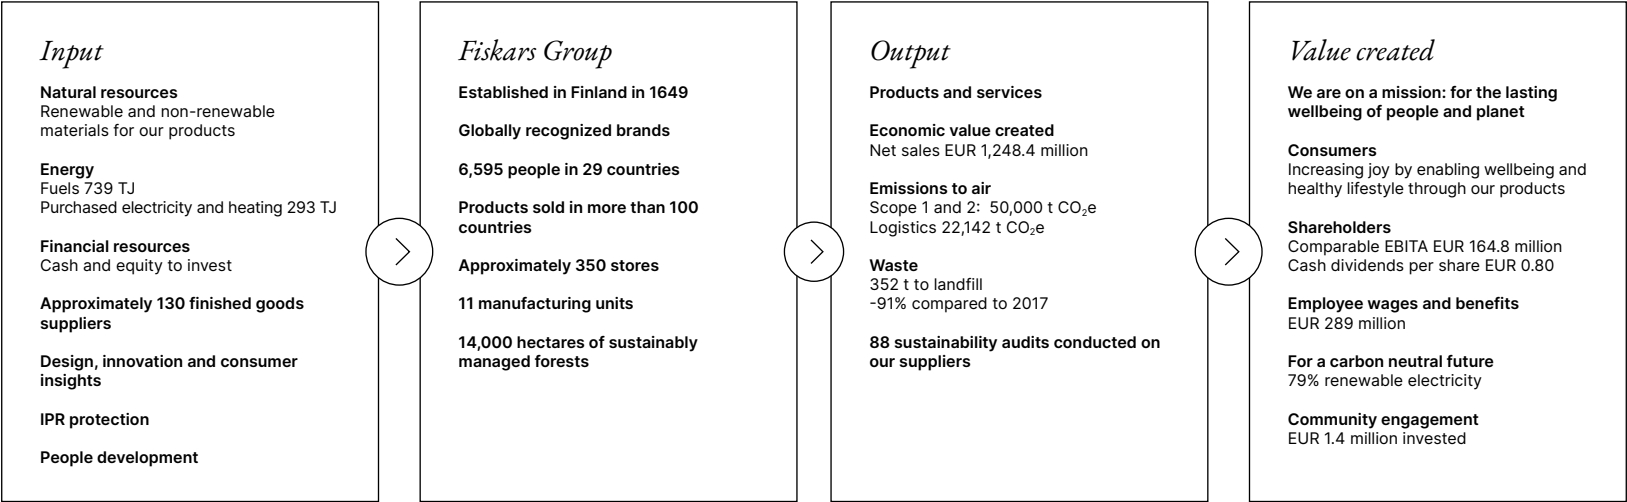 Input
Natural resources
Renewable and non-renewable
materials for our products
Energy
Fuels 739 TJ
Purchased electricity and heating 293 TJ
Financial resources
Cash and equity to invest
Approximately 130 finished goods
suppliers
Design, innovation and consumer
insights
IPR protection
People development
Fiskars Group
Established in Finland in 1649
Globally recognized brands
6,595 people in 29 countries
Products sold in more than 100
countries
Approximately 350 stores
11 manufacturing units
14,000 hectares of sustainably
managed forests
Output
Products and services
Economic value created
Net sales EUR 1,248.4 million
Emissions to air
Scope 1 and 2:  50,000 t CO₂e
Logistics 22,142 t CO₂e
Waste
352 t to landfill
-91% compared to 2017
88 sustainability audits conducted on
our suppliers
Value created
We are on a mission: for the lasting
wellbeing of people and planet
Consumers
Increasing joy by enabling wellbeing and
healthy lifestyle through our products
Shareholders
Comparable EBITA EUR 164.8 million
Cash dividends per share EUR 0.80
Employee wages and benefits
EUR 289 million
For a carbon neutral future
79% renewable electricity
Community engagement
EUR 1.4 million invested